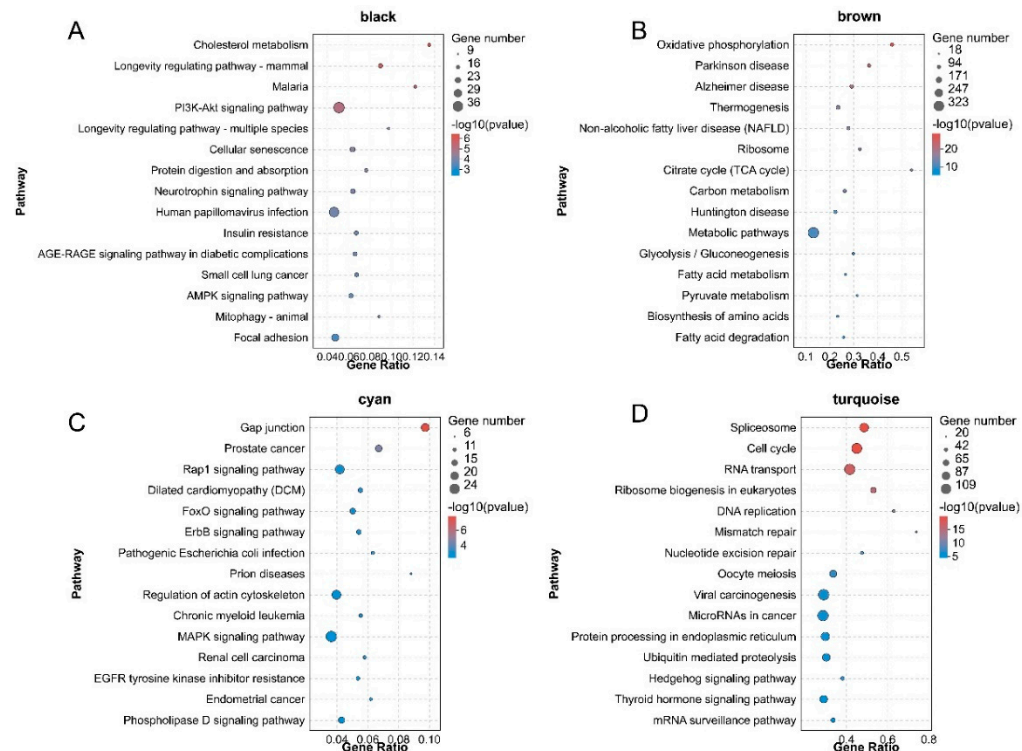 A
black
Cholesterol metabolism
Longevity regulating pathway - mammal
Malaria
PI3K-Akt signaling pathway
Longevity regulating pathway - multiple species
Cellular senescence
Protein digestion and absorption
Neurotrophin signaling pathway
Human papillomavirus infection
Insulin resistance
AGE-RAGE signaling pathway in diabetic complications
Small cell lung cancer
AMPK signaling pathway
Mitophagy - animal
Focal adhesion
Pathway
0.04 0.06 0.08 0.10 0.12 0.14
Gene Ratio
Gene number
9
16
23
29
36
-log10(pvalue)
6
5
4
3
B
brown
Oxidative phosphorylation
Parkinson disease
Alzheimer disease
Thermogenesis
Non-alcoholic fatty liver disease (NAFLD)
Ribosome
Citrate cycle (TCA cycle)
Carbon metabolism
Huntington disease
Metabolic pathways
Glycolysis / Gluconeogenesis
Fatty acid metabolism
Pyruvate metabolism
Biosynthesis of amino acids
Fatty acid degradation
Pathway
0.1 0.2 0.3 0.4 0.5
Gene Ratio
Gene number
18
94
171
247
323
-log10(pvalue)
20
10
C
cyan
Gap junction
Prostate cancer
Rap1 signaling pathway
Dilated cardiomyopathy (DCM)
FoxO signaling pathway
ErbB signaling pathway
Pathogenic Escherichia coli infection
Prion diseases
Regulation of actin cytoskeleton
Chronic myeloid leukemia
MAPK signaling pathway
Renal cell carcinoma
EGFR tyrosine kinase inhibitor resistance
Endometrial cancer
Phospholipase D signaling pathway
Pathway
0.04 0.06 0.08 0.10
Gene Ratio
Gene number
6
11
15
20
24
-log10(pvalue)
6
4
D
turquoise
Spliceosome
Cell cycle
RNA transport
Ribosome biogenesis in eukaryotes
DNA replication
Mismatch repair
Nucleotide excision repair
Oocyte meiosis
Viral carcinogenesis
MicroRNAs in cancer
Protein processing in endoplasmic reticulum
Ubiquitin mediated proteolysis
Hedgehog signaling pathway
Thyroid hormone signaling pathway
mRNA surveillance pathway
Pathway
0.4 0.6 0.8
Gene Ratio
Gene number
20
42
65
87
109
-log10(pvalue)
15
10
5